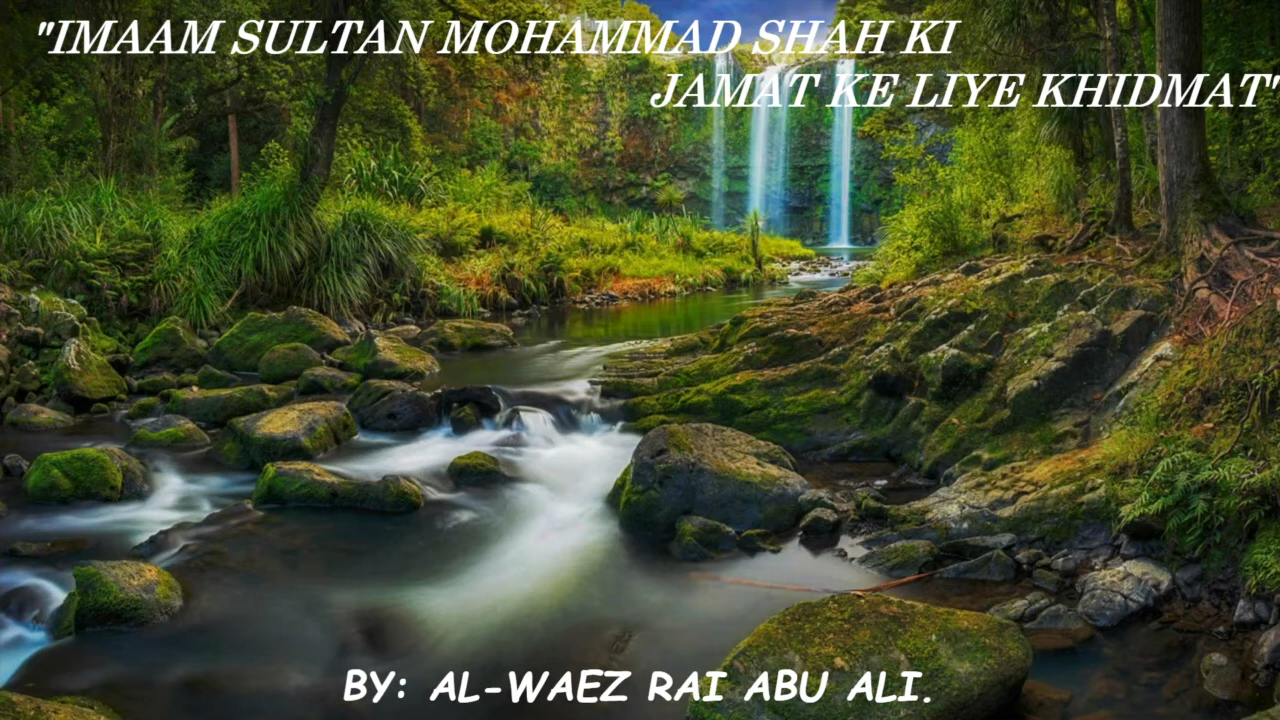 "IMAAM SULTAN MOHAMMAD SHAH KI
JAMAT KE LIYE KHIDMAT"
BY: AL-WAEZ RAI ABU ALI.